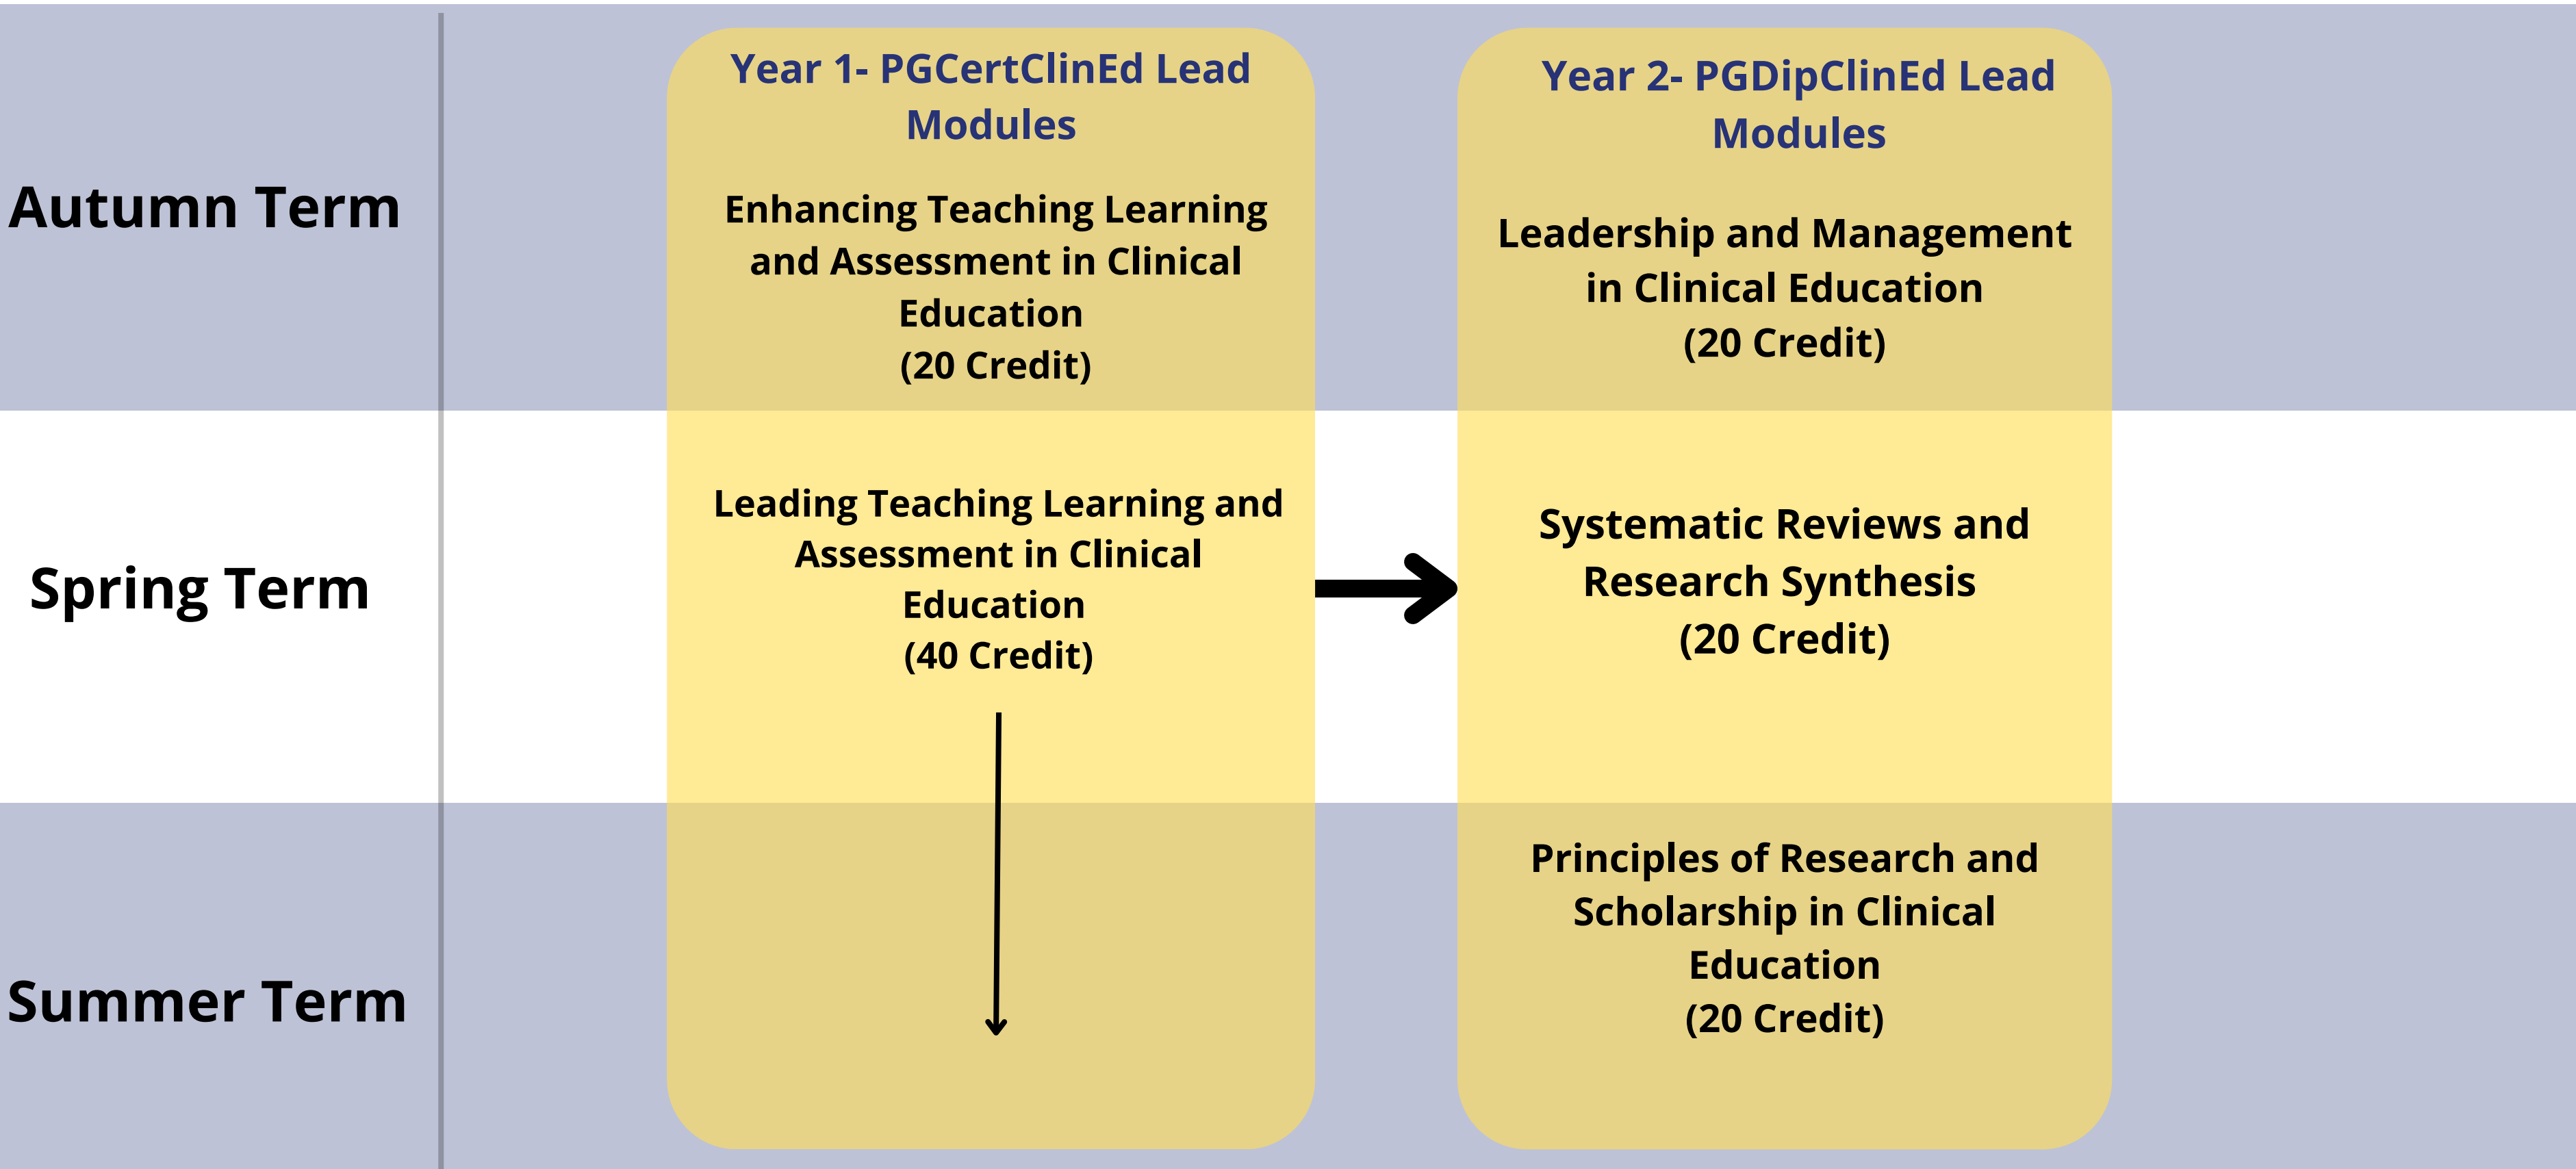 Autumn Term
Year 1- PGCertClinEd Lead
Modules
Enhancing Teaching Learning
and Assessment in Clinical
Education
(20 Credit)
Year 2- PGDipClinEd Lead
Modules
Leadership and Management
in Clinical Education
(20 Credit)
Spring Term
Leading Teaching Learning and
Assessment in Clinical
Education
(40 Credit)
Systematic Reviews and
Research Synthesis
(20 Credit)
Summer Term
Principles of Research and
Scholarship in Clinical
Education
(20 Credit)